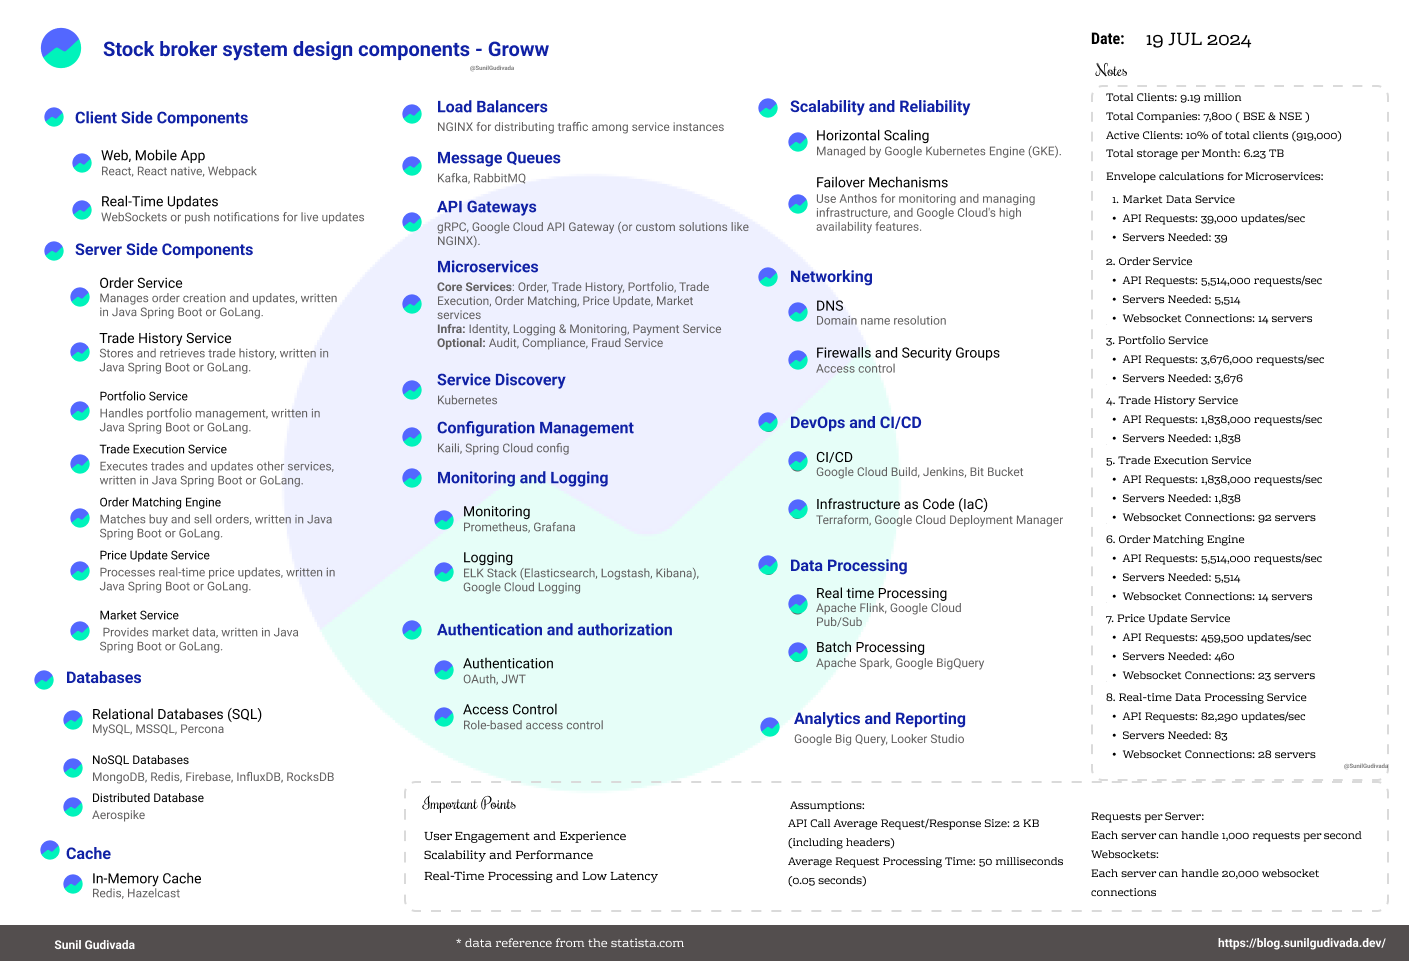 Stock broker system design components - Groww
@SunilGudivada
Date: 19 JUL 2024
Client Side Components
Web, Mobile App
React, React native, Webpack
Real-Time Updates
WebSockets or push notifications for live updates
Server Side Components
Order Service
Manages order creation and updates, written
in Java Spring Boot or GoLang.
Trade History Service
Stores and retrieves trade history, written in
Java Spring Boot or GoLang.
Portfolio Service
Handles portfolio management, written in
Java Spring Boot or GoLang.
Trade Execution Service
Executes trades and updates other services,
written in Java Spring Boot or GoLang.
Order Matching Engine
Matches buy and sell orders, written in Java
Spring Boot or GoLang.
Price Update Service
Processes real-time price updates, written in
Java Spring Boot or GoLang.
Market Service
Provides market data, written in Java
Spring Boot or GoLang.
Databases
Relational Databases (SQL)
MySQL, MSSQL, Percona
NoSQL Databases
MongoDB, Redis, Firebase, InfluxDB, RocksDB
Distributed Database
Aerospike
Cache
In-Memory Cache
Redis, Hazelcast
Load Balancers
NGINX for distributing traffic among service instances
Message Queues
Kafka, RabbitMQ
API Gateways
gRPC, Google Cloud API Gateway (or custom solutions like
NGINX).
Microservices
Core Services: Order, Trade History, Portfolio, Trade
Execution, Order Matching, Price Update, Market
services
Infra: Identity, Logging & Monitoring, Payment Service
Optional: Audit, Compliance, Fraud Service
Service Discovery
Kubernetes
Configuration Management
Kaili, Spring Cloud config
Monitoring and Logging
Monitoring
Prometheus, Grafana
Logging
ELK Stack (Elasticsearch, Logstash, Kibana),
Google Cloud Logging
Authentication and authorization
Authentication
OAuth, JWT
Access Control
Role-based access control
Scalability and Reliability
Horizontal Scaling
Managed by Google Kubernetes Engine (GKE).
Failover Mechanisms
Use Anthos for monitoring and managing
infrastructure, and Google Cloud's high
availability features.
Networking
DNS
Domain name resolution
Firewalls and Security Groups
Access control
DevOps and CI/CD
CI/CD
Google Cloud Build, Jenkins, Bit Bucket
Infrastructure as Code (IaC)
Terraform, Google Cloud Deployment Manager
Data Processing
Real time Processing
Apache Flink, Google Cloud
Pub/Sub
Batch Processing
Apache Spark, Google BigQuery
Analytics and Reporting
Google Big Query, Looker Studio
Notes
Total Clients: 9.19 million
Total Companies: 7,800 ( BSE & NSE )
Active Clients: 10% of total clients (919,000)
Total storage per Month: 6.23 TB
Envelope calculations for Microservices:
1. Market Data Service
• API Requests: 39,000 updates/sec
• Servers Needed: 39
2. Order Service
• API Requests: 5,514,000 requests/sec
• Servers Needed: 5,514
• Websocket Connections: 14 servers
3. Portfolio Service
• API Requests: 3,676,000 requests/sec
• Servers Needed: 3,676
4. Trade History Service
• API Requests: 1,838,000 requests/sec
• Servers Needed: 1,838
5. Trade Execution Service
• API Requests: 1,838,000 requests/sec
• Servers Needed: 1,838
• Websocket Connections: 92 servers
6. Order Matching Engine
• API Requests: 5,514,000 requests/sec
• Servers Needed: 5,514
• Websocket Connections: 14 servers
7. Price Update Service
• API Requests: 459,500 updates/sec
• Servers Needed: 460
• Websocket Connections: 23 servers
8. Real-time Data Processing Service
• API Requests: 82,290 updates/sec
• Servers Needed: 83
• Websocket Connections: 28 servers
@SunilGudivada
Important Points
User Engagement and Experience
Scalability and Performance
Real-Time Processing and Low Latency
Assumptions:
API Call Average Request/Response Size: 2 KB
(including headers)
Average Request Processing Time: 50 milliseconds
(0.05 seconds)
Requests per Server:
Each server can handle 1,000 requests per second
Websockets:
Each server can handle 20,000 websocket
connections
Sunil Gudivada
* data reference from the statista.com
https://blog.sunilgudivada.dev/